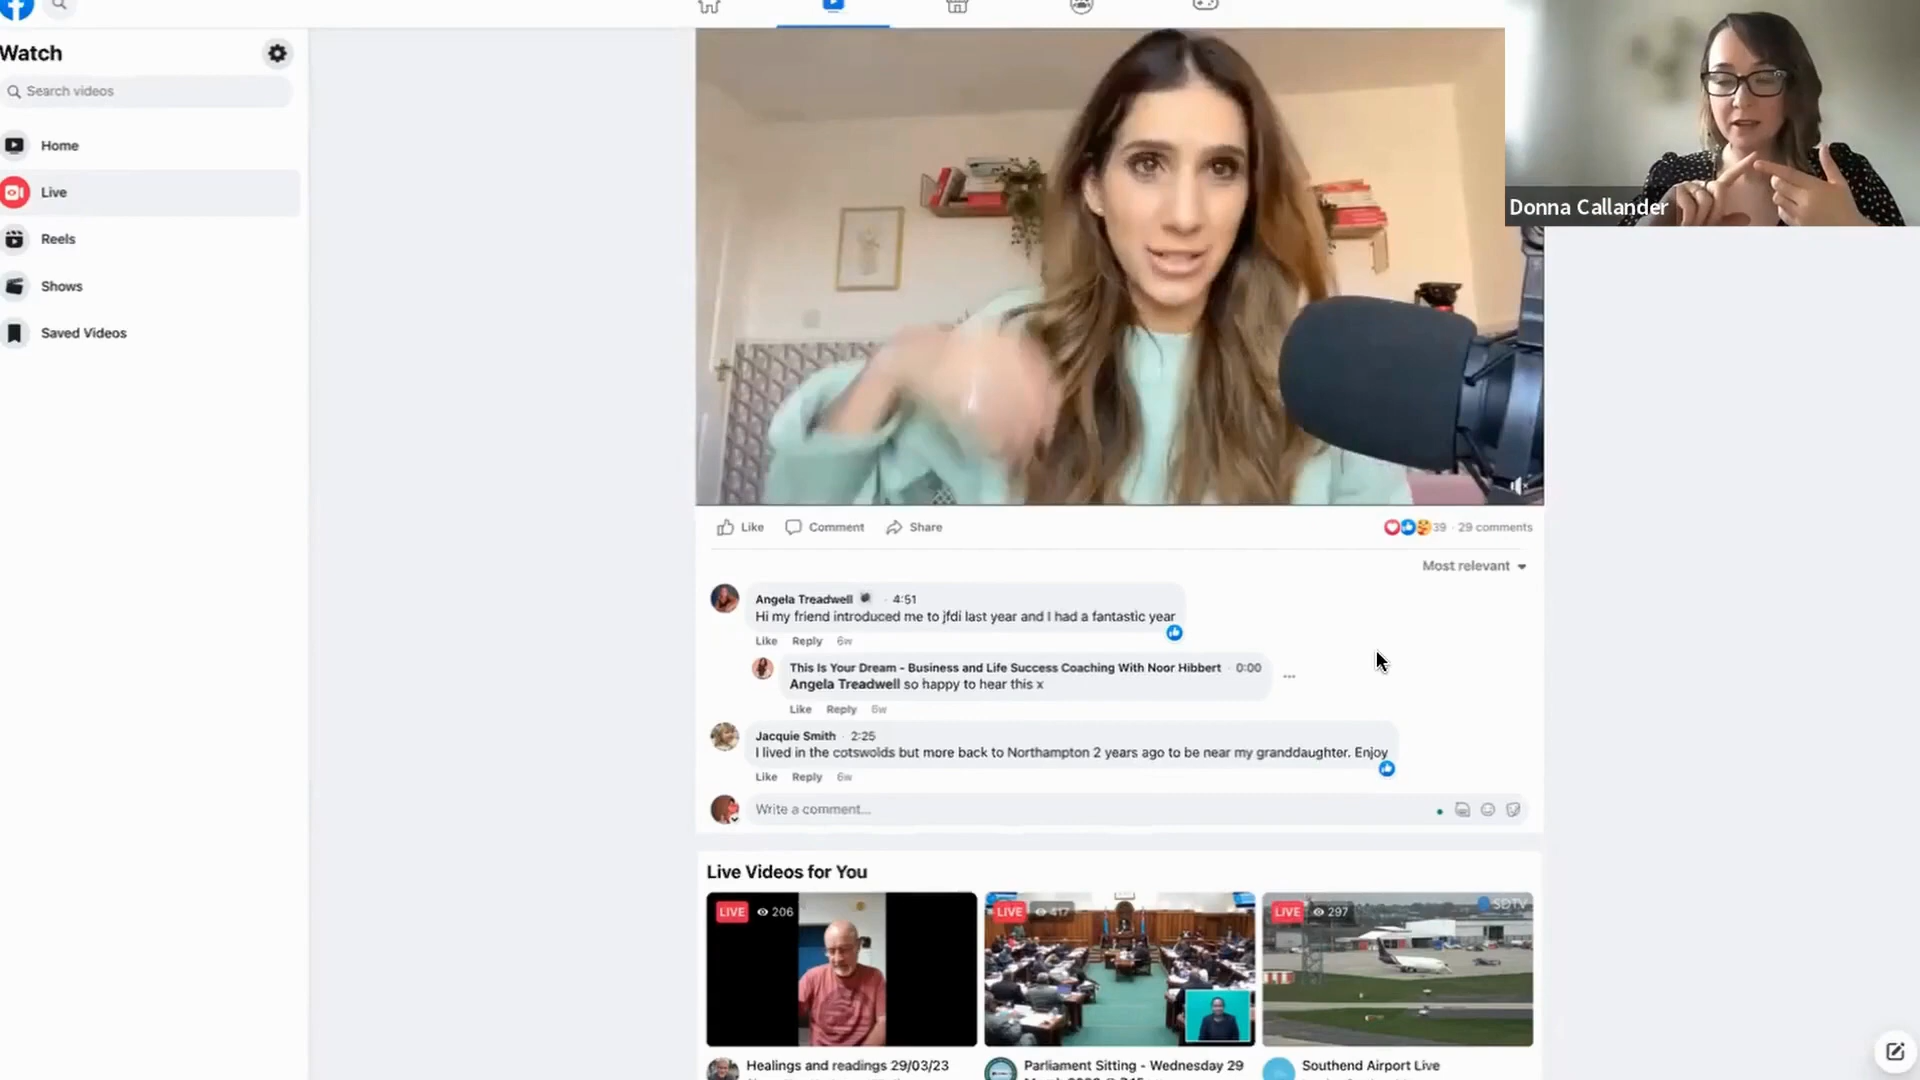 Watch
Search videos
Home
Live
Reels
Shows
Saved Videos
Donna Callander
Like
Comment
Share
39 · 29 comments
Most relevant
Angela Treadwell · 4:51
Hi my friend introduced me to jfdi last year and I had a fantastic year
Like Reply 6w
This Is Your Dream - Business and Life Success Coaching With Noor Hibbert · 0:00
Angela Treadwell so happy to hear this x
Like Reply 6w
Jacquie Smith · 2:25
I lived in the cotswolds but more back to Northampton 2 years ago to be near my granddaughter. Enjoy
Like Reply 6w
Write a comment...
Live Videos for You
LIVE 206
LIVE 417
LIVE 297
SDTV
Healings and readings 29/03/23
Parliament Sitting - Wednesday 29
Southend Airport Live